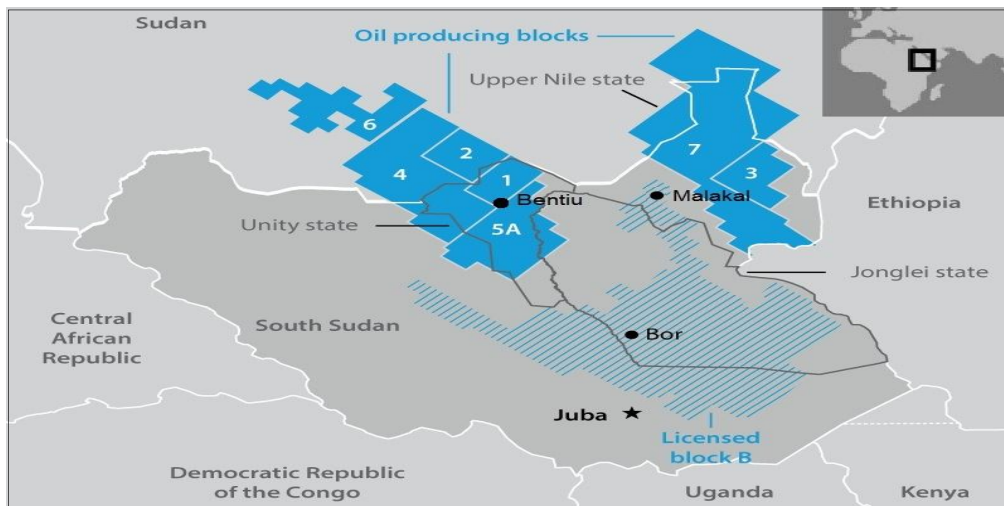 Sudan
Oil producing blocks
Upper Nile state
6
2
7
4
3
1
Malakal
Bentiu
Ethiopia
Unity state
5A
Jonglei state
Central
African
Republic
South Sudan
Bor
Juba
Licensed
block B
Democratic Republic
of the Congo
Uganda
Kenya